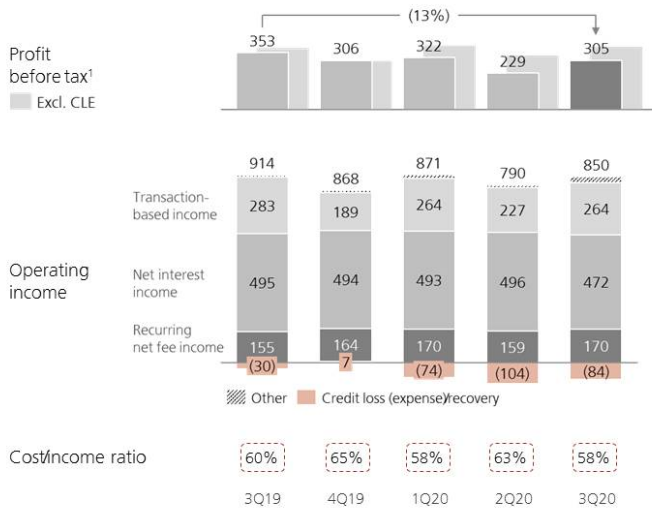 (13%)
Profit
before tax¹
Excl. CLE
353 306 322 229 305
914 868 871 790 850
Transaction-
based income
283 189 264 227 264
Operating
income
Net interest
income
495 494 493 496 472
Recurring
net fee income
155 164 170 159 170
(30) 7 (74) (104) (84)
Other Credit loss (expense)/recovery
Cost/income ratio
60% 65% 58% 63% 58%
3Q19 4Q19 1Q20 2Q20 3Q20